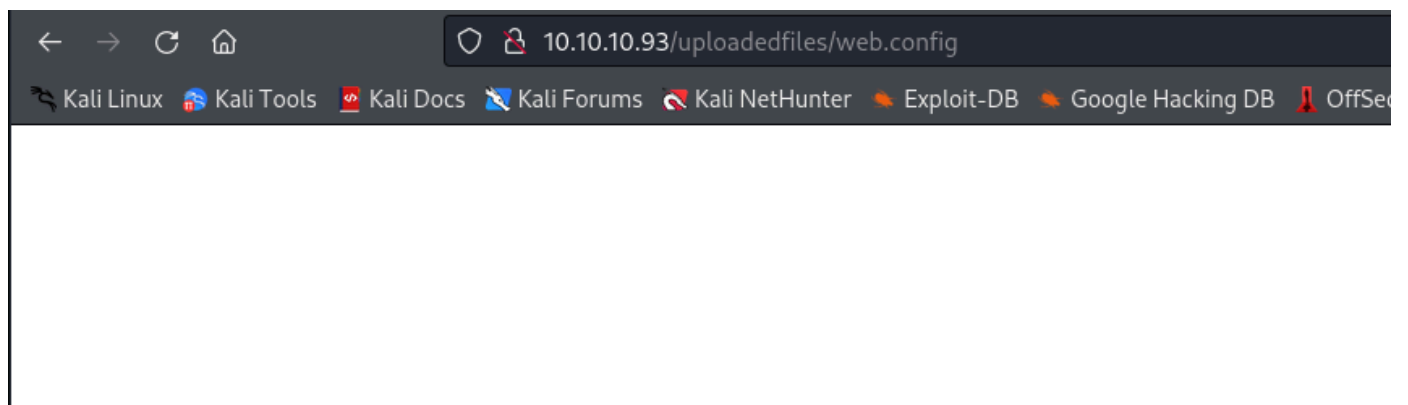 10.10.10.93/uploadedfiles/web.config
Kali Linux Kali Tools Kali Docs Kali Forums Kali NetHunter Exploit-DB Google Hacking DB OffSec